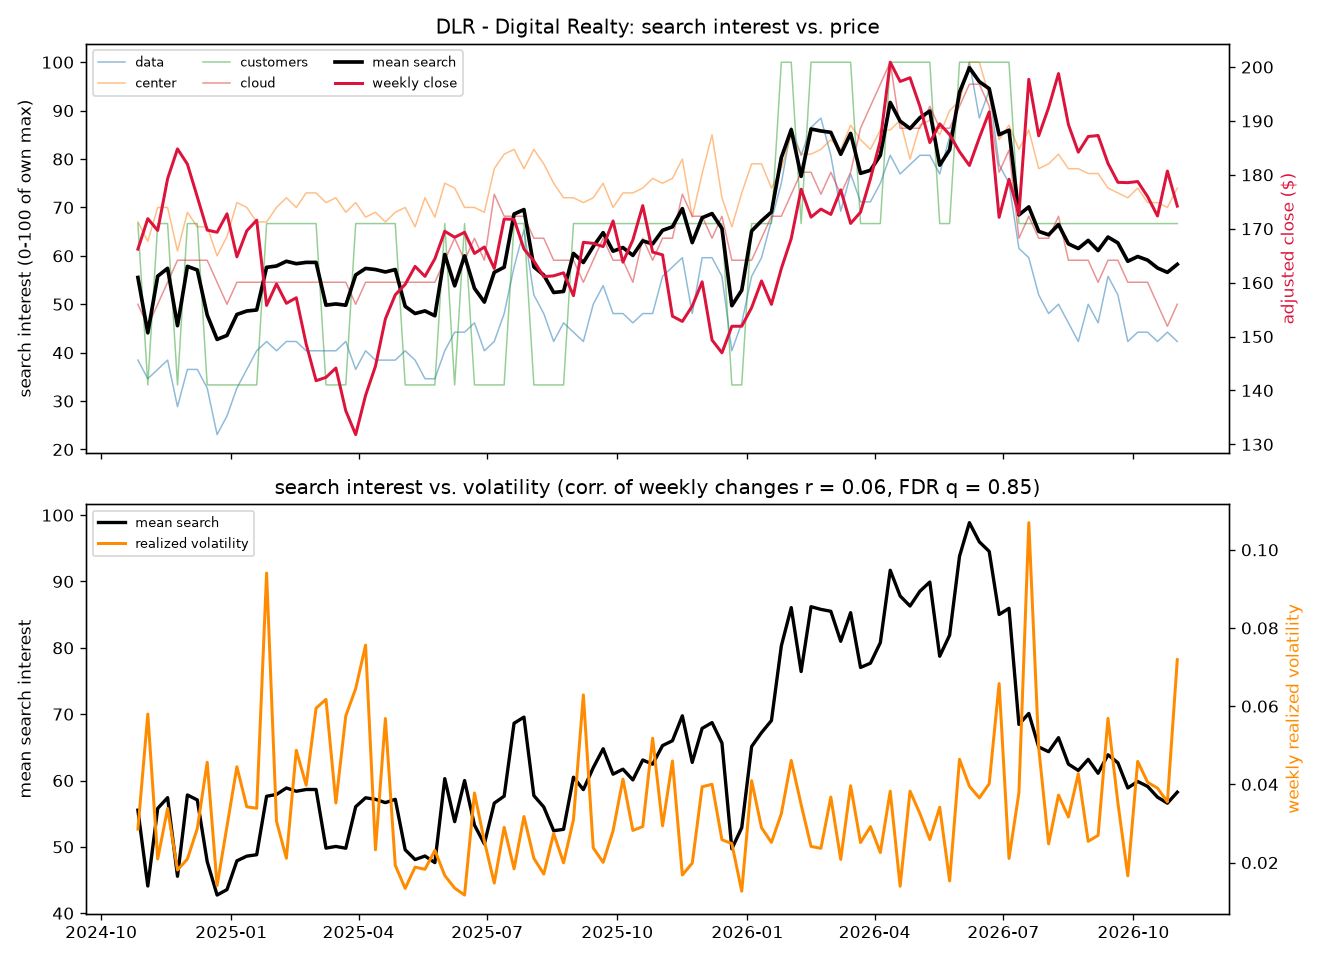 DLR - Digital Realty: search interest vs. price
data
center
customers
cloud
mean search
weekly close
search interest (0-100 of own max)
100
90
80
70
60
50
40
30
20
adjusted close ($)
200
190
180
170
160
150
140
130
search interest vs. volatility (corr. of weekly changes r = 0.06, FDR q = 0.85)
mean search
realized volatility
mean search interest
100
90
80
70
60
50
40
weekly realized volatility
0.10
0.08
0.06
0.04
0.02
2024-10
2025-01
2025-04
2025-07
2025-10
2026-01
2026-04
2026-07
2026-10